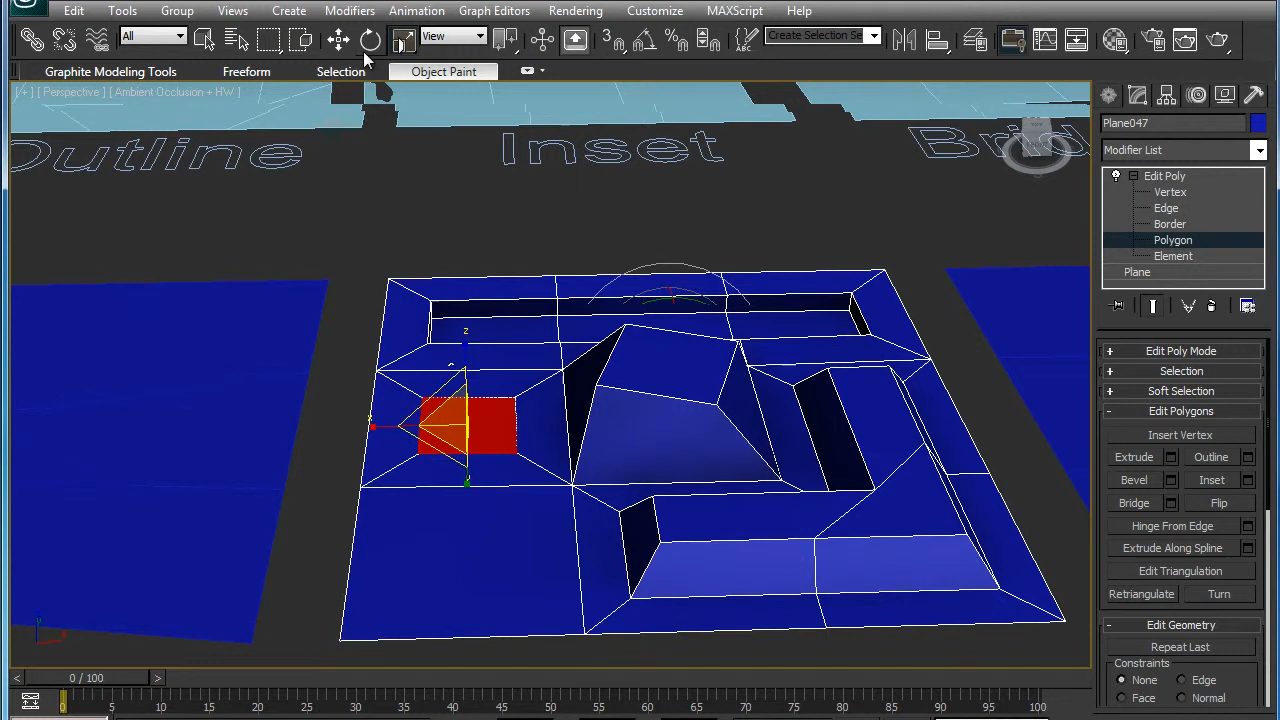 Edit Tools Group Views Create Modifiers Animation Graph Editors Rendering Customize MAXScript Help
All View Create Selection Se
Graphite Modeling Tools Freeform Selection Object Paint
[ + ] [ Perspective ] [ Ambient Occlusion + HW ]
Outline Inset
Plane047
Modifier List
Edit Poly
Vertex
Edge
Border
Polygon
Element
Plane
z
x
Edit Poly Mode
Selection
Soft Selection
Edit Polygons
Insert Vertex
Extrude Outline
Bevel Inset
Bridge Flip
Hinge From Edge
Extrude Along Spline
Edit Triangulation
Retriangulate Turn
Edit Geometry
Repeat Last
Constraints
None Edge
Face Normal
< 0 / 100 >
0 5 10 15 20 25 30 35 40 45 50 55 60 65 70 75 80 85 90 95 100